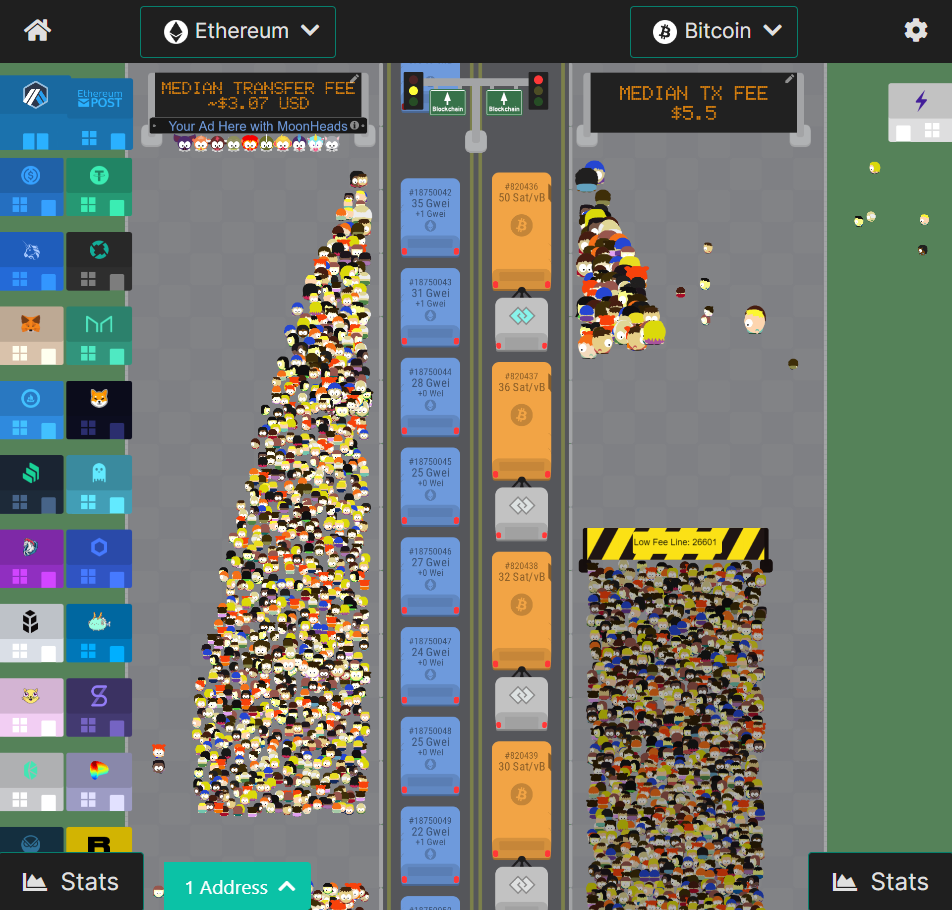 Ethereum
Bitcoin
Ethereum
POST
MEDIAN TRANSFER FEE
~$3.07 USD
Your Ad Here with MoonHeads
Blockchain
Blockchain
MEDIAN TX FEE
$5.5
#18750042
35 Gwei
+1 Gwei
#18750043
31 Gwei
+1 Gwei
#18750044
28 Gwei
+0 Wei
#18750045
25 Gwei
+0 Wei
#18750046
27 Gwei
+0 Wei
#18750047
24 Gwei
+0 Wei
#18750048
25 Gwei
+0 Wei
#18750049
22 Gwei
+1 Gwei
#820436
50 Sat/vB
#820437
36 Sat/vB
#820438
32 Sat/vB
#820439
30 Sat/vB
Low Fee Line: 26601
Stats
1 Address
Stats